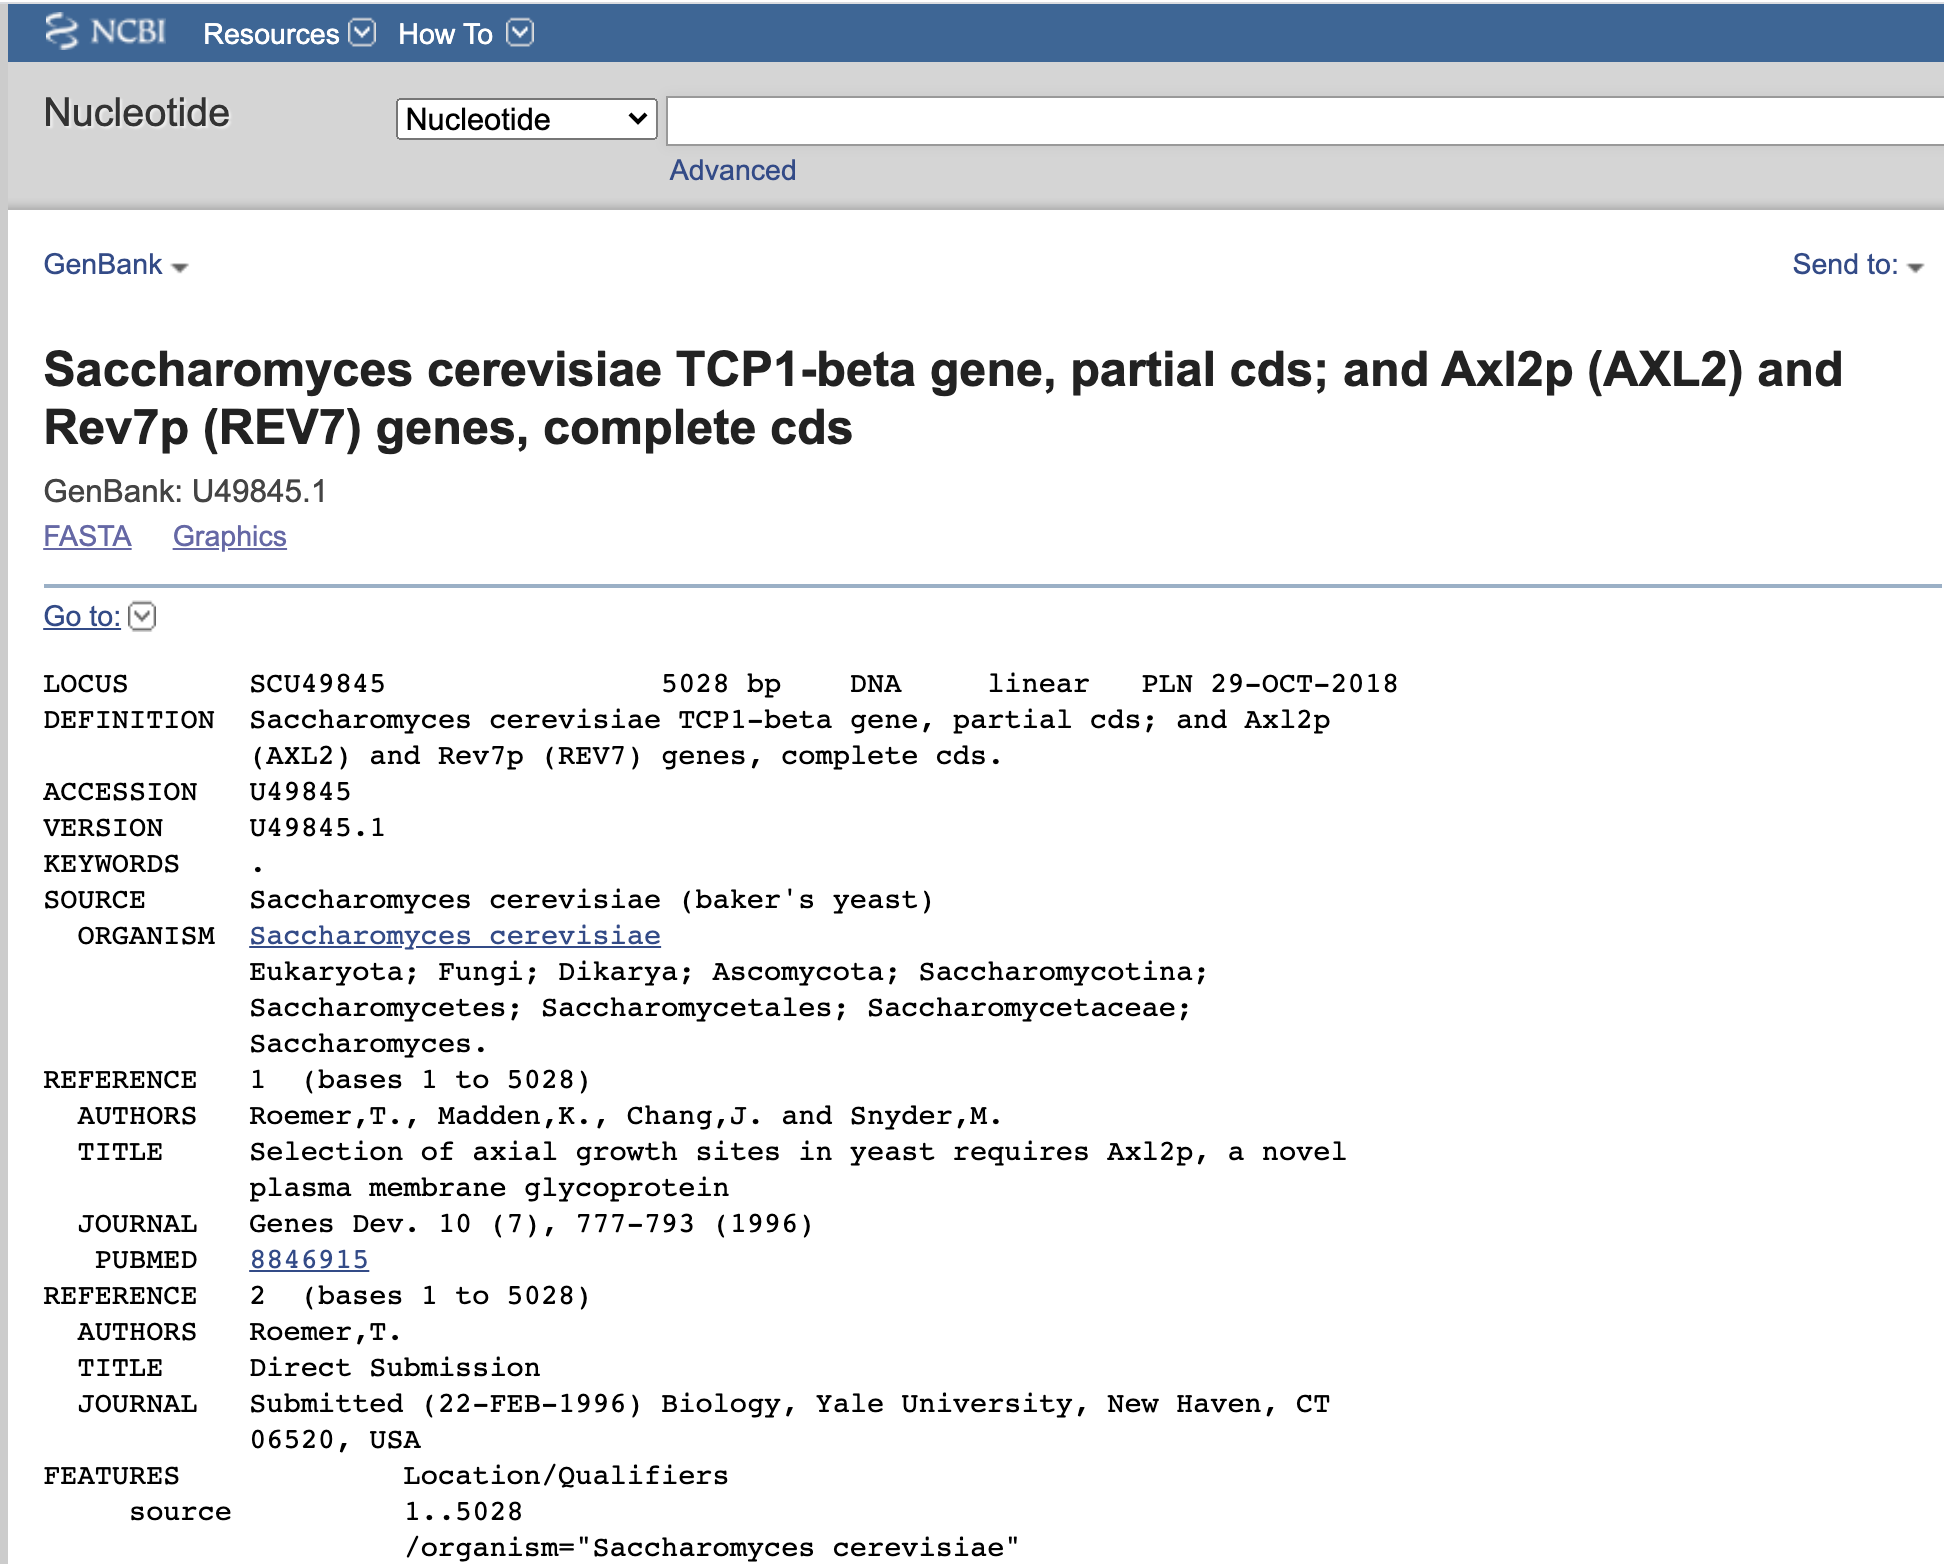 NCBI Resources How To
Nucleotide Nucleotide
Advanced
GenBank Send to:
Saccharomyces cerevisiae TCP1-beta gene, partial cds; and Axl2p (AXL2) and
Rev7p (REV7) genes, complete cds
GenBank: U49845.1
FASTA Graphics
Go to:
LOCUS SCU49845 5028 bp DNA linear PLN 29-OCT-2018
DEFINITION Saccharomyces cerevisiae TCP1-beta gene, partial cds; and Axl2p
(AXL2) and Rev7p (REV7) genes, complete cds.
ACCESSION U49845
VERSION U49845.1
KEYWORDS .
SOURCE Saccharomyces cerevisiae (baker's yeast)
ORGANISM Saccharomyces cerevisiae
Eukaryota; Fungi; Dikarya; Ascomycota; Saccharomycotina;
Saccharomycetes; Saccharomycetales; Saccharomycetaceae;
Saccharomyces.
REFERENCE 1 (bases 1 to 5028)
AUTHORS Roemer,T., Madden,K., Chang,J. and Snyder,M.
TITLE Selection of axial growth sites in yeast requires Axl2p, a novel
plasma membrane glycoprotein
JOURNAL Genes Dev. 10 (7), 777-793 (1996)
PUBMED 8846915
REFERENCE 2 (bases 1 to 5028)
AUTHORS Roemer,T.
TITLE Direct Submission
JOURNAL Submitted (22-FEB-1996) Biology, Yale University, New Haven, CT
06520, USA
FEATURES Location/Qualifiers
source 1..5028
/organism="Saccharomyces cerevisiae"